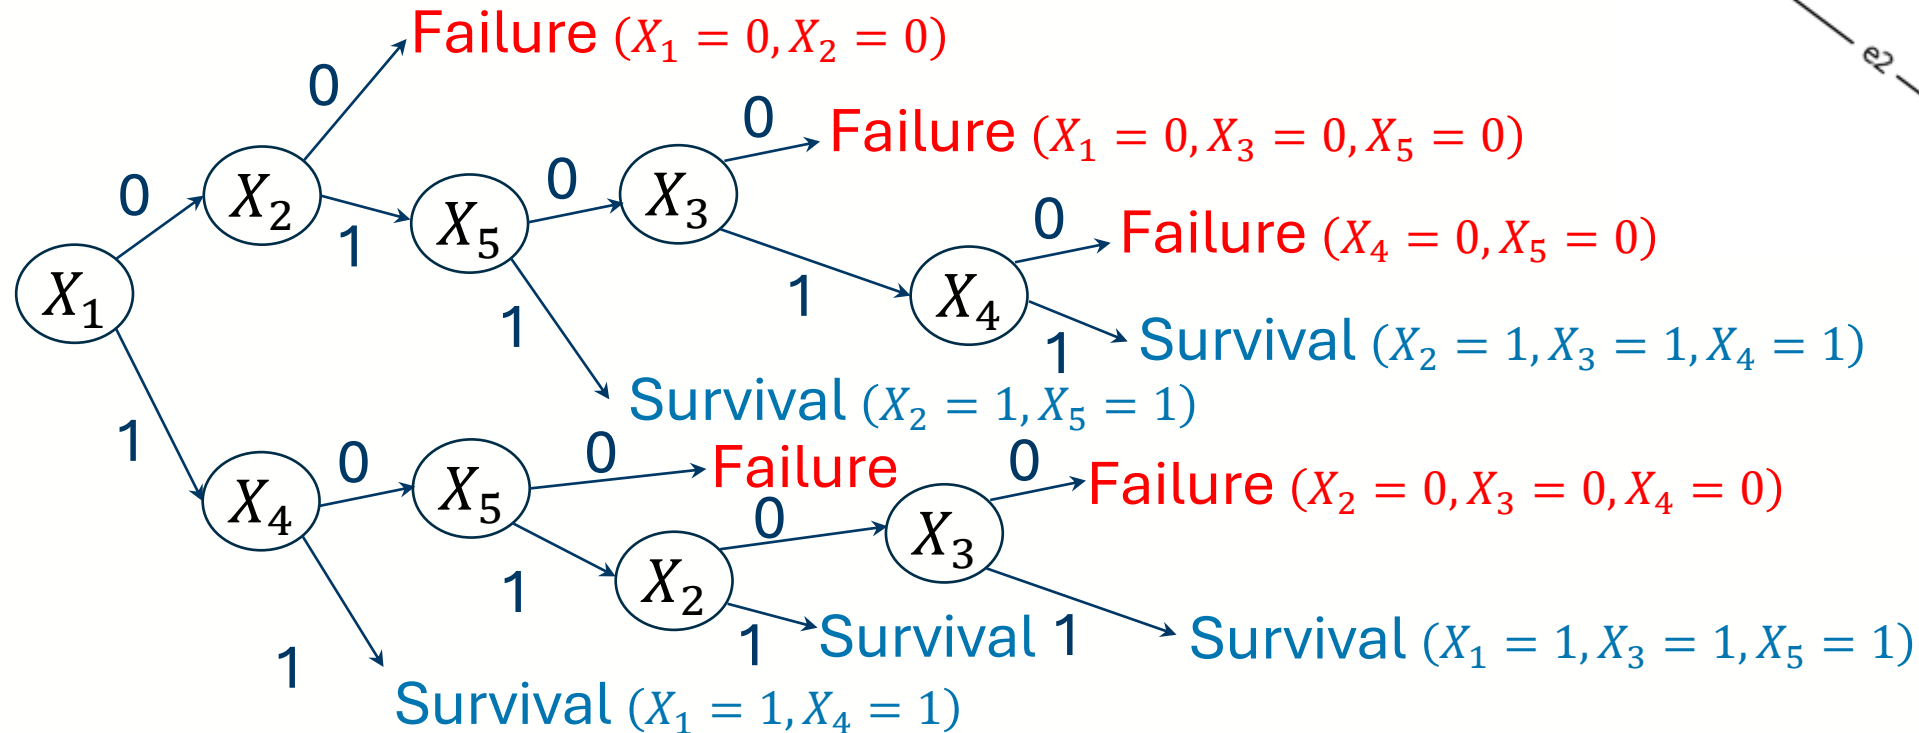 Failure (X₁ = 0, X₂ = 0)
e2
0
0
Failure (X₁ = 0, X₃ = 0, X₅ = 0)
0
X₂
0
X₃
1
X₅
0
Failure (X₄ = 0, X₅ = 0)
X₁
1
X₄
1
1
Survival (X₂ = 1, X₃ = 1, X₄ = 1)
Survival (X₂ = 1, X₅ = 1)
1
0
0
Failure
0
Failure (X₂ = 0, X₃ = 0, X₄ = 0)
X₄
X₅
0
X₃
1
X₂
1
Survival
1
Survival (X₁ = 1, X₃ = 1, X₅ = 1)
1
Survival (X₁ = 1, X₄ = 1)